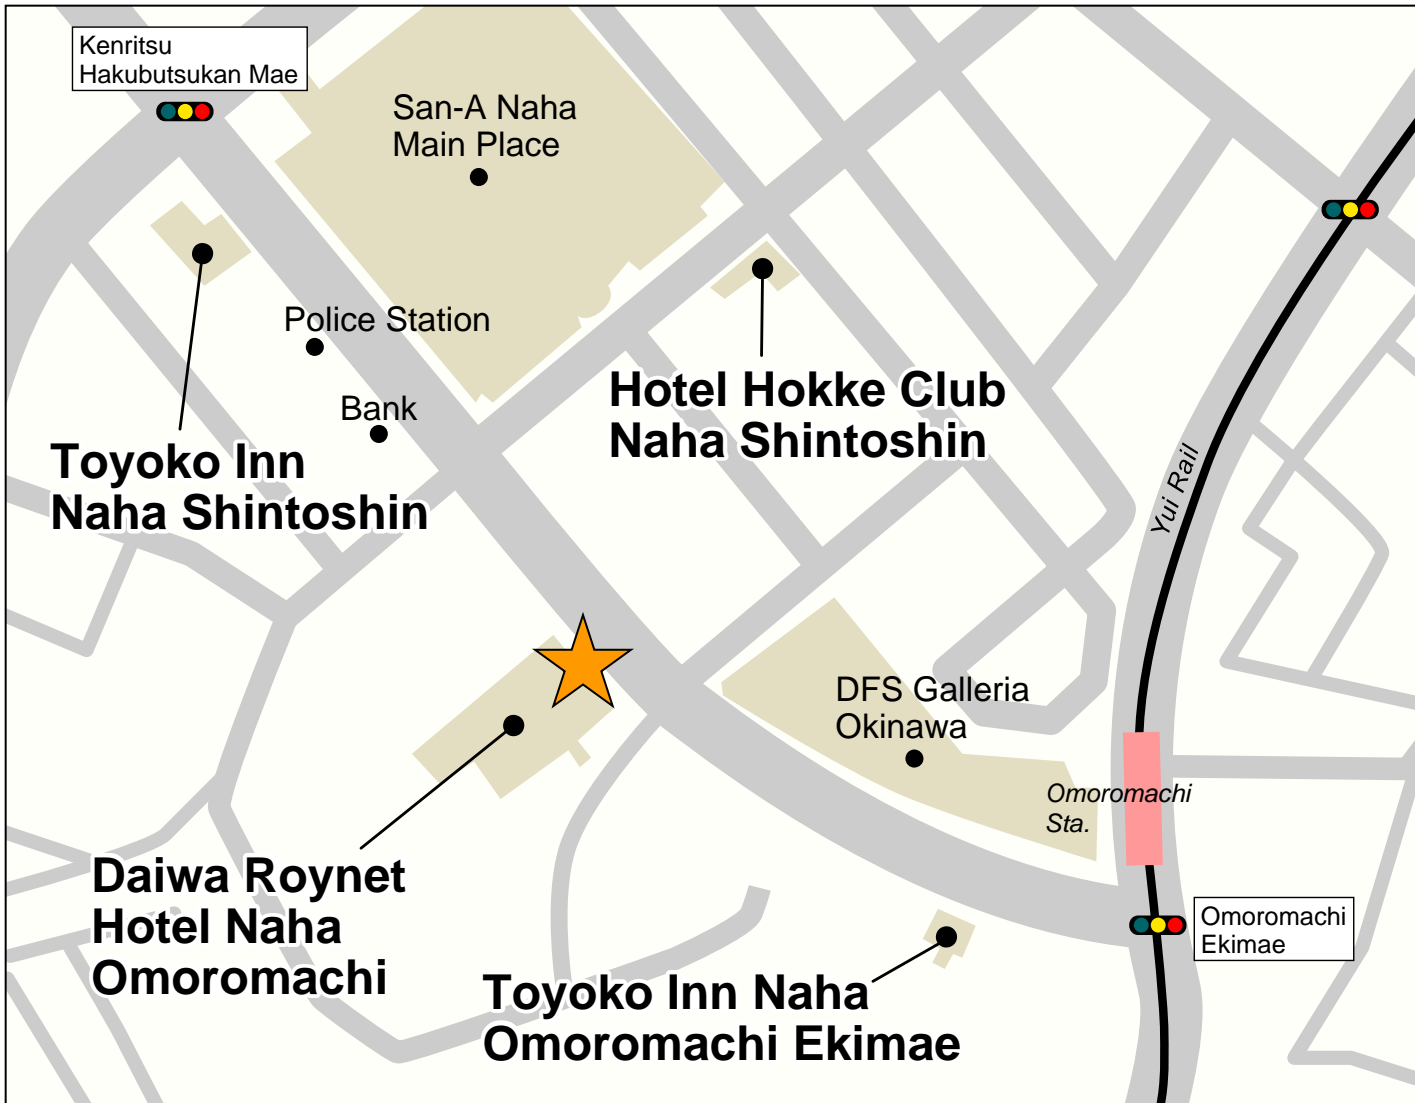 Kenritsu
Hakubutsukan Mae
San-A Naha
Main Place
Police Station
Bank
Hotel Hokke Club
Naha Shintoshin
Toyoko Inn
Naha Shintoshin
Yui Rail
DFS Galleria
Okinawa
Omoromachi
Sta.
Daiwa Roynet
Hotel Naha
Omoromachi
Omoromachi
Ekimae
Toyoko Inn Naha
Omoromachi Ekimae